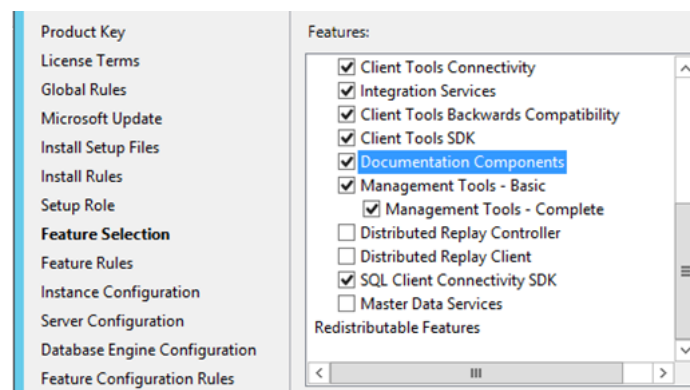 Product Key
License Terms
Global Rules
Microsoft Update
Install Setup Files
Install Rules
Setup Role
Feature Selection
Feature Rules
Instance Configuration
Server Configuration
Database Engine Configuration
Feature Configuration Rules
Features:
Client Tools Connectivity
Integration Services
Client Tools Backwards Compatibility
Client Tools SDK
Documentation Components
Management Tools - Basic
Management Tools - Complete
Distributed Replay Controller
Distributed Replay Client
SQL Client Connectivity SDK
Master Data Services
Redistributable Features